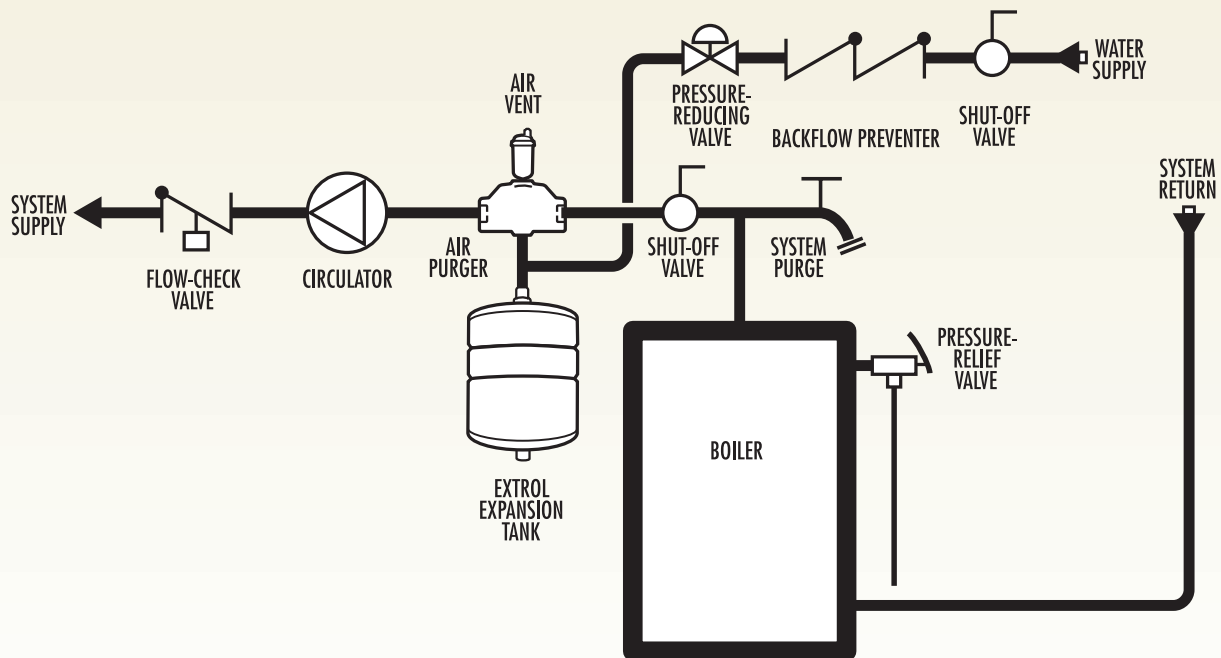 WATER
SUPPLY
AIR
VENT
PRESSURE-
REDUCING
VALVE
BACKFLOW PREVENTER
SHUT-OFF
VALVE
SYSTEM
RETURN
SYSTEM
SUPPLY
FLOW-CHECK
VALVE
CIRCULATOR
AIR
PURGER
SHUT-OFF
VALVE
SYSTEM
PURGE
PRESSURE-
RELIEF
VALVE
BOILER
EXTROL
EXPANSION
TANK